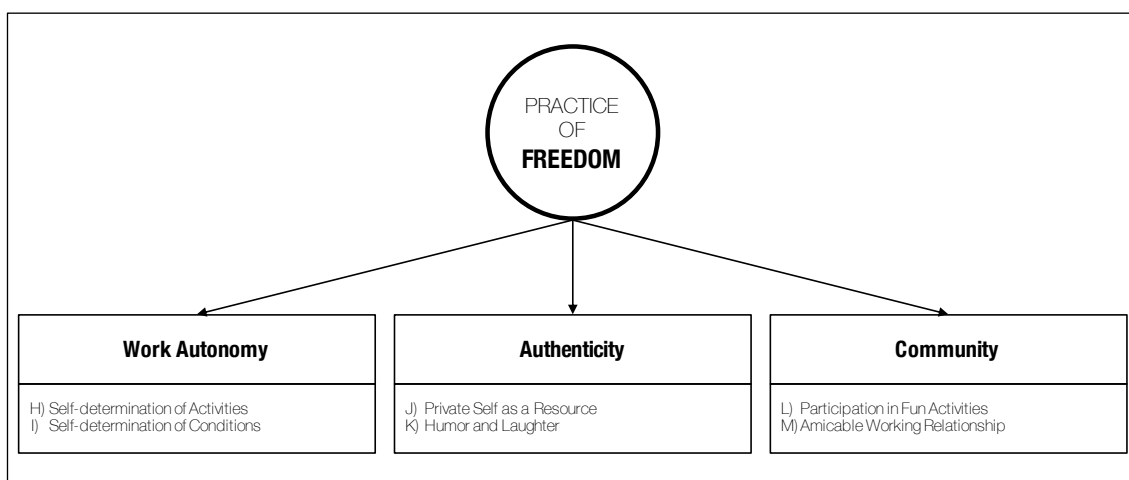 PRACTICE
OF
FREEDOM
Work Autonomy
H) Self-determination of Activities
I) Self-determination of Conditions
Authenticity
J) Private Self as a Resource
K) Humor and Laughter
Community
L) Participation in Fun Activities
M) Amicable Working Relationship